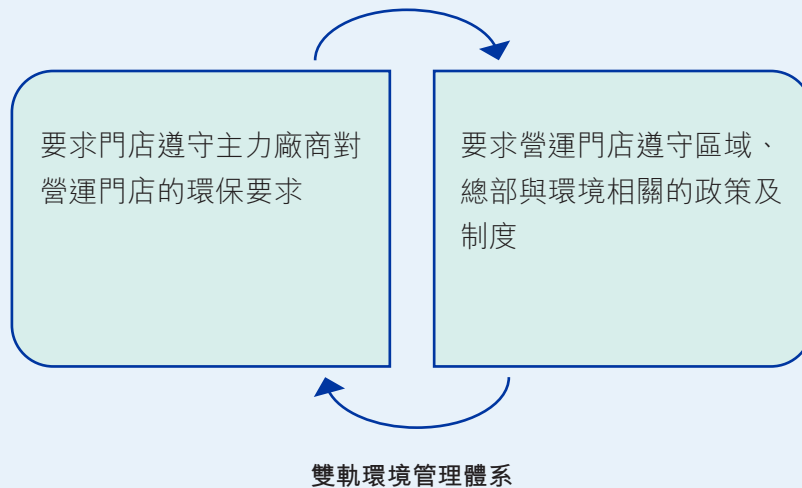 要求門店遵守主力廠商對
營運門店的環保要求
要求營運門店遵守區域、
總部與環境相關的政策及
制度
雙軌環境管理體系